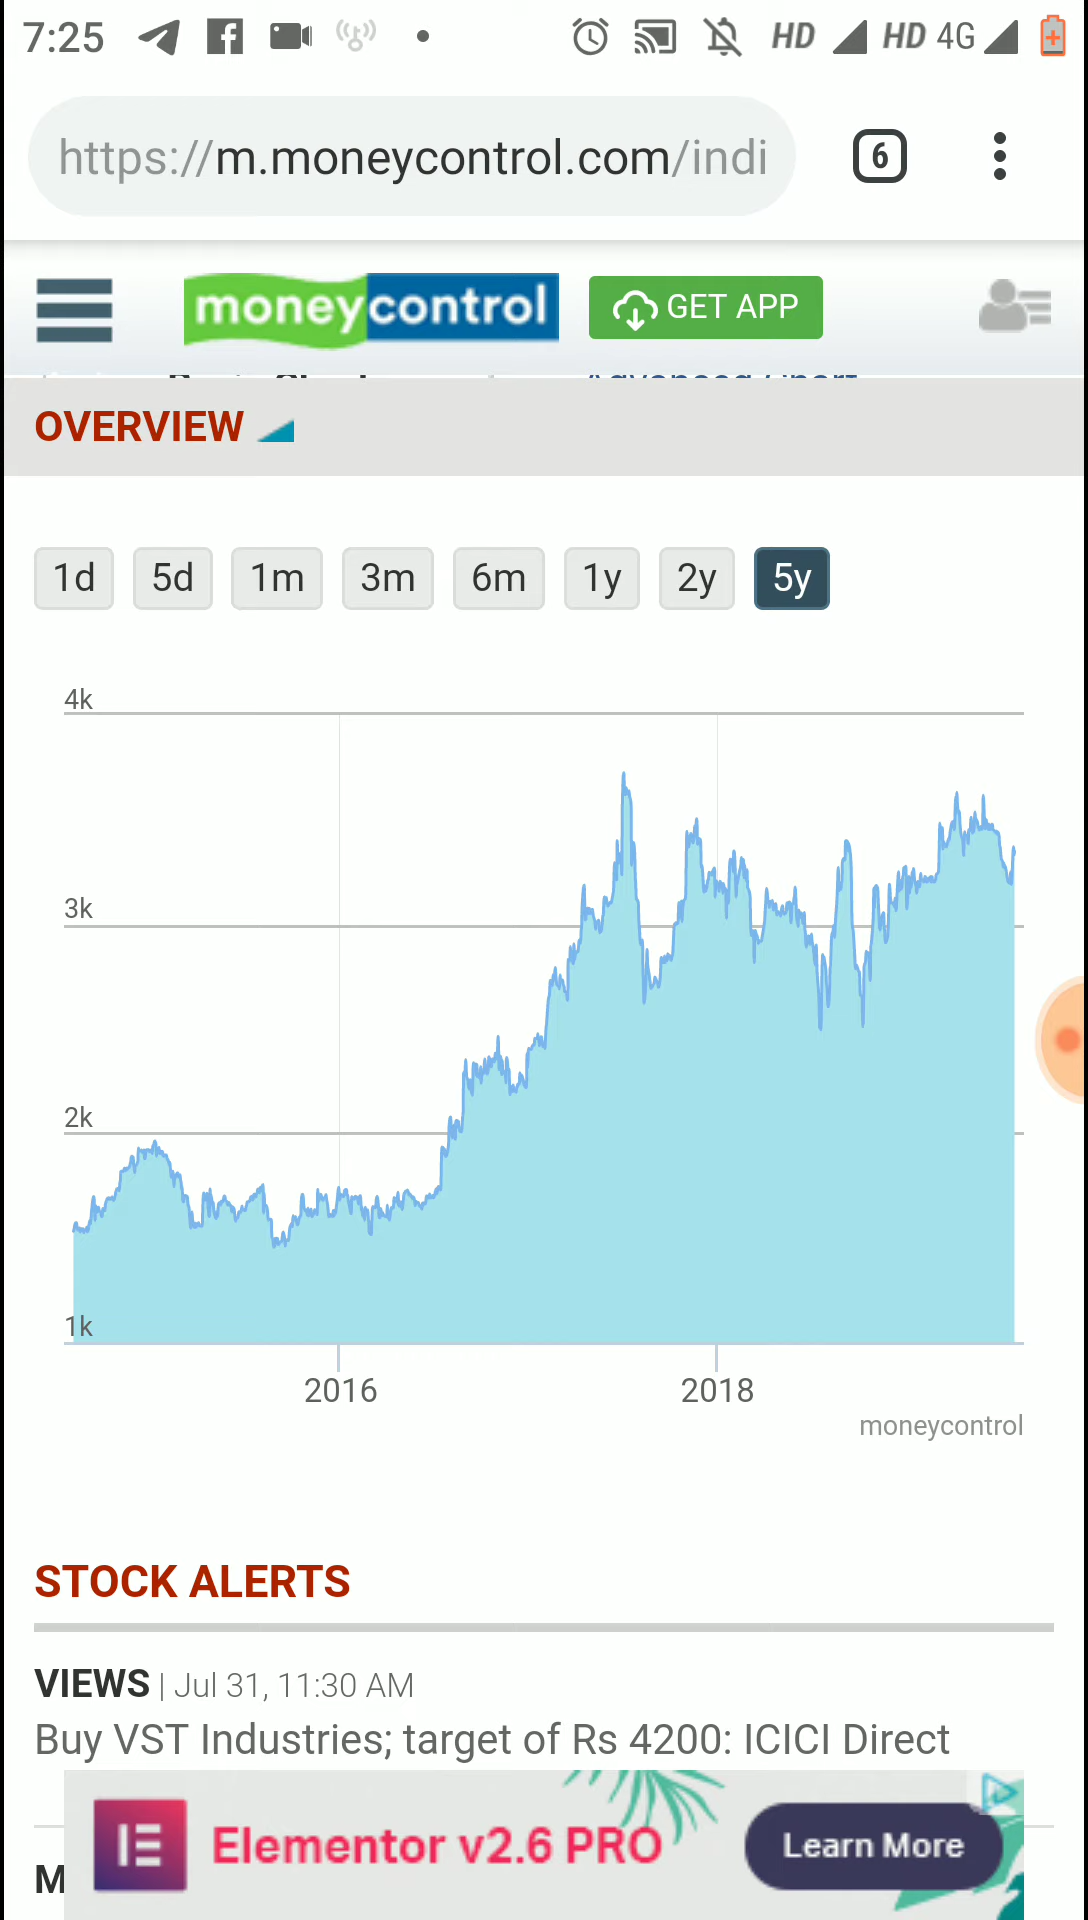 7:25 HD HD 4G
https://m.moneycontrol.com/indi 6
moneycontrol GET APP
OVERVIEW
1d 5d 1m 3m 6m 1y 2y 5y
4k
3k
2k
1k
2016 2018
moneycontrol
STOCK ALERTS
VIEWS | Jul 31, 11:30 AM
Buy VST Industries; target of Rs 4200: ICICI Direct
Elementor v2.6 PRO Learn More
M